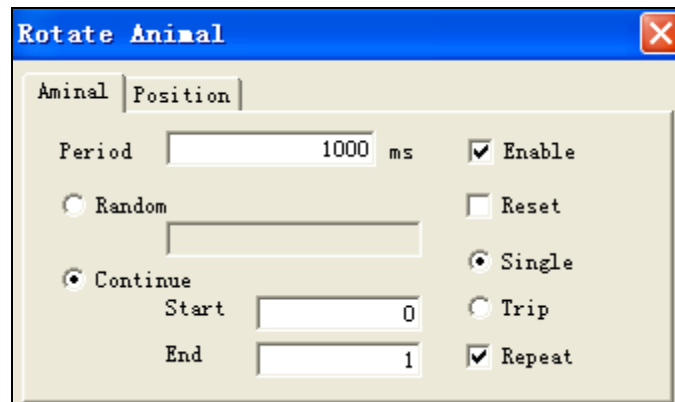 Rotate Animal
Aminal Position
Period 1000 ms Enable
Random Reset
Single
Continue
Start 0 Trip
End 1 Repeat